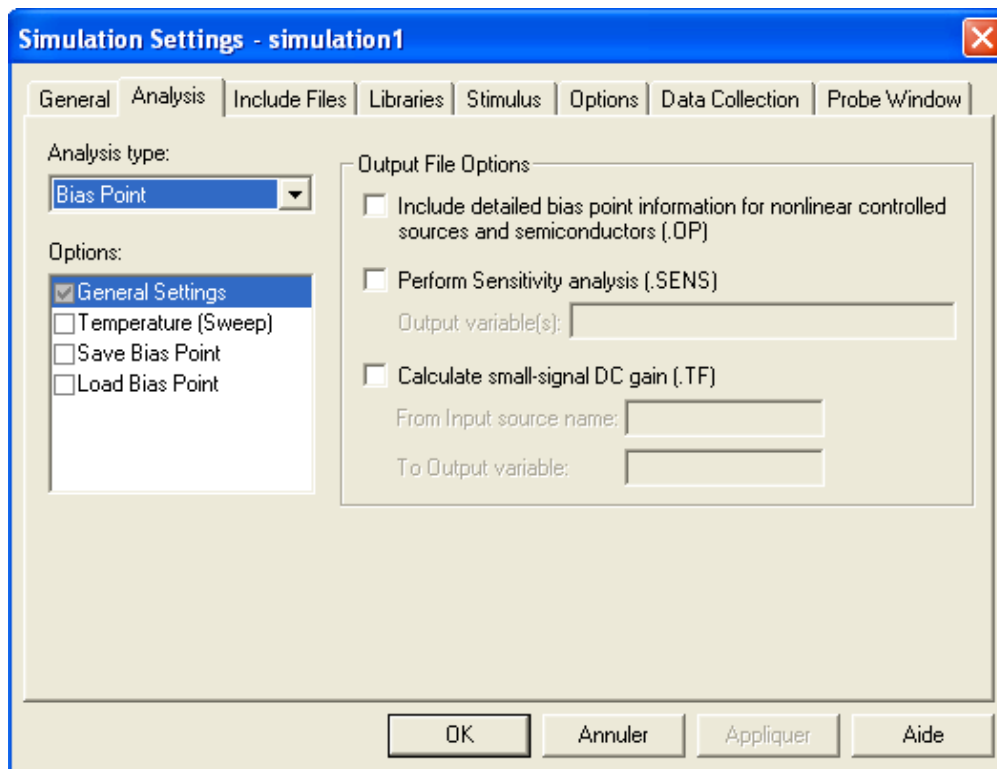 Simulation Settings - simulation1
General Analysis Include Files Libraries Stimulus Options Data Collection Probe Window
Analysis type:
Bias Point
Options:
General Settings
Temperature (Sweep)
Save Bias Point
Load Bias Point
Output File Options
Include detailed bias point information for nonlinear controlled
sources and semiconductors (.OP)
Perform Sensitivity analysis (.SENS)
Output variable(s):
Calculate small-signal DC gain (.TF)
From Input source name:
To Output variable:
OK Annuler Appliquer Aide